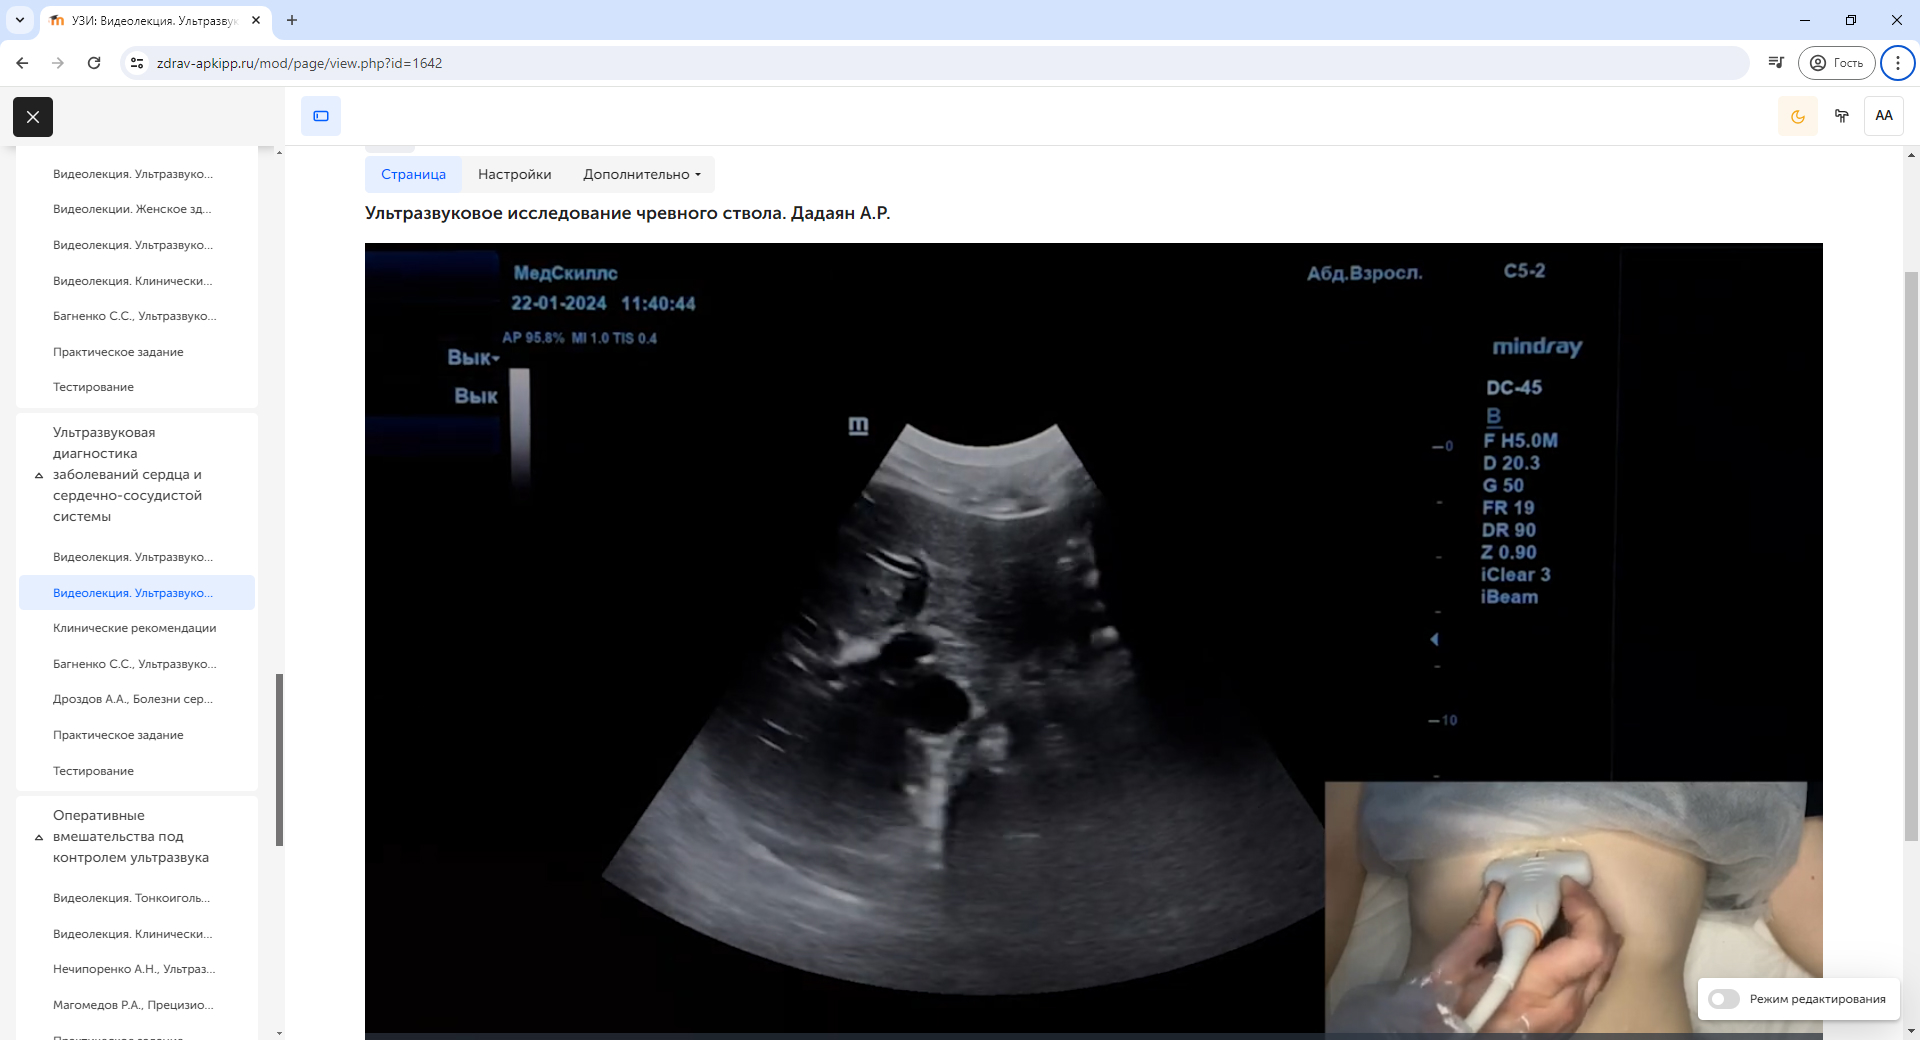 УЗИ: Видеолекция. Ультразвук
zdrav-apkipp.ru/mod/page/view.php?id=1642
Гость
AA
Видеолекция. Ультразвуко...
Видеолекции. Женское зд...
Видеолекция. Ультразвуко...
Видеолекция. Клинически...
Багненко С.С., Ультразвуко...
Практическое задание
Тестирование
Ультразвуковая
диагностика
заболеваний сердца и
сердечно-сосудистой
системы
Видеолекция. Ультразвуко...
Видеолекция. Ультразвуко...
Клинические рекомендации
Багненко С.С., Ультразвуко...
Дроздов А.А., Болезни сер...
Практическое задание
Тестирование
Оперативные
вмешательства под
контролем ультразвука
Видеолекция. Тонкоиголь...
Видеолекция. Клинически...
Нечипоренко А.Н., Ультраз...
Магомедов Р.А., Прецизио...
Страница Настройки Дополнительно
Ультразвуковое исследование чревного ствола. Дадаян А.Р.
МедСкиллс
22-01-2024 11:40:44
AP 95.8% MI 1.0 TIS 0.4
Вык
Вык
m
Абд.Взросл.
C5-2
mindray
DC-45
B
F H5.0M
D 20.3
G 50
FR 19
DR 90
Z 0.90
iClear 3
iBeam
0
10
Режим редактирования